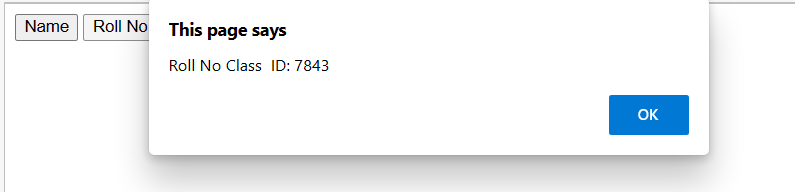 Name Roll No
This page says
Roll No Class  ID: 7843
OK